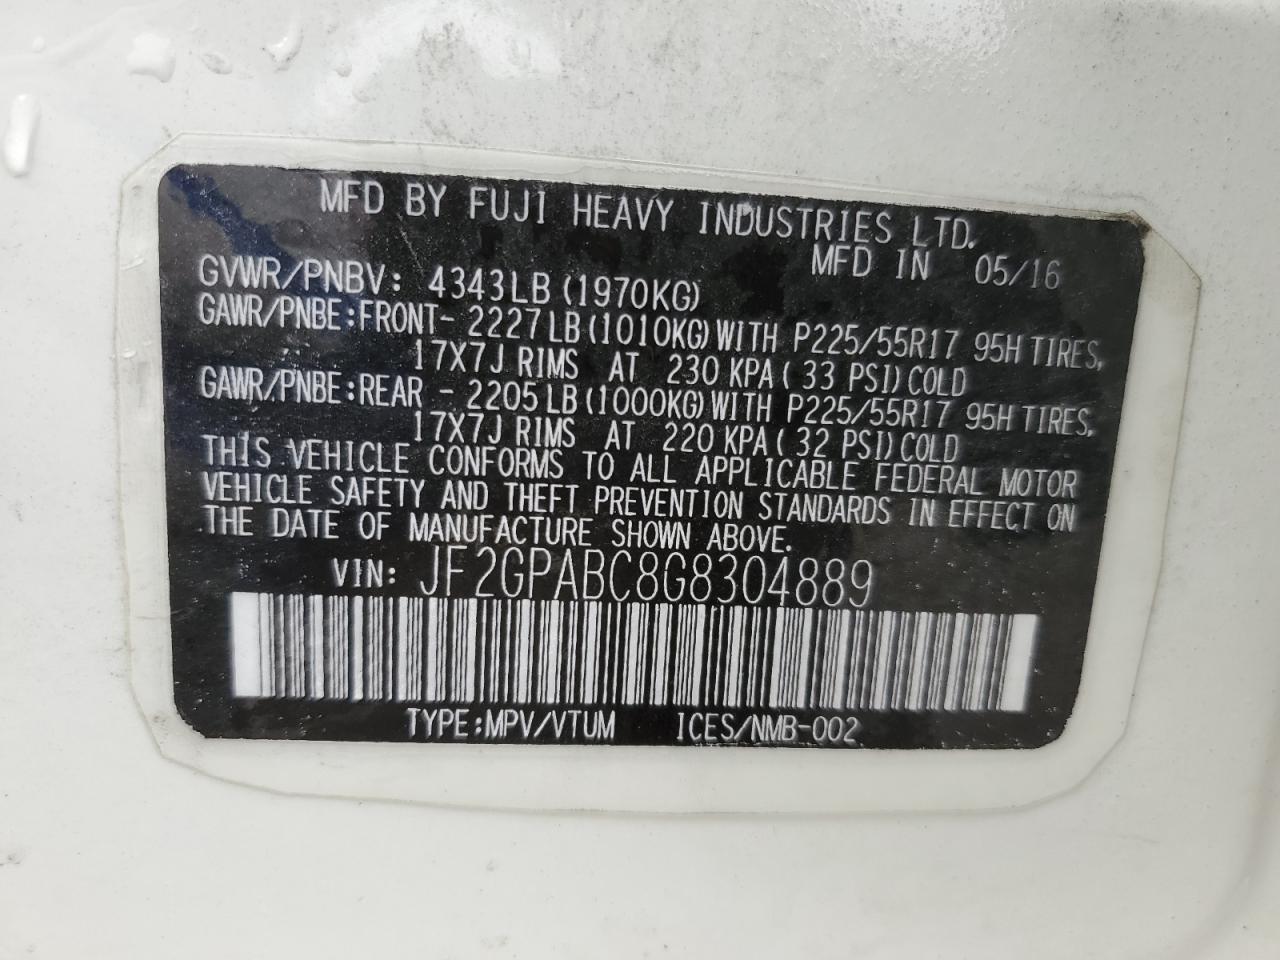 MFD BY FUJI HEAVY INDUSTRIES LTD.
MFD IN 05/16
GVWR/PNBV: 4343LB (1970KG)
GAWR/PNBE:FRONT- 2227LB(1010KG)WITH P225/55R17 95H TIRES,
17X7J RIMS AT 230 KPA( 33 PSI)COLD
GAWR/PNBE:REAR - 2205LB(1000KG)WITH P225/55R17 95H TIRES,
17X7J RIMS AT 220 KPA( 32 PSI)COLD
THIS VEHICLE CONFORMS TO ALL APPLICABLE FEDERAL MOTOR
VEHICLE SAFETY AND THEFT PREVENTION STANDARDS IN EFFECT ON
THE DATE OF MANUFACTURE SHOWN ABOVE.
VIN: JF2GPABC8G8304889
TYPE:MPV/VTUM ICES/NMB-002